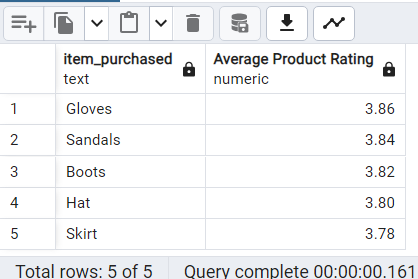 item_purchased Average Product Rating
text numeric
1 Gloves 3.86
2 Sandals 3.84
3 Boots 3.82
4 Hat 3.80
5 Skirt 3.78
Total rows: 5 of 5 Query complete 00:00:00.161